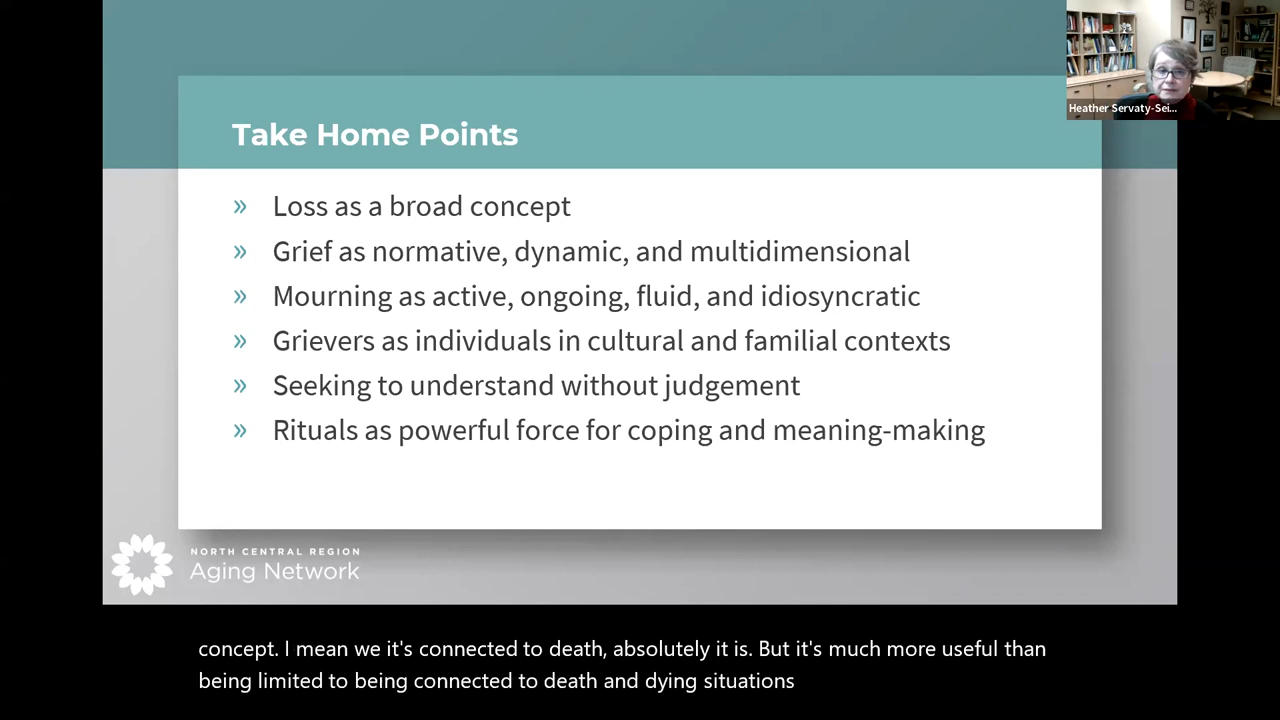 Heather Servaty-Sei...
Take Home Points
» Loss as a broad concept
» Grief as normative, dynamic, and multidimensional
» Mourning as active, ongoing, fluid, and idiosyncratic
» Grievers as individuals in cultural and familial contexts
» Seeking to understand without judgement
» Rituals as powerful force for coping and meaning-making
NORTH CENTRAL REGION
Aging Network
concept. I mean we it's connected to death, absolutely it is. But it's much more useful than
being limited to being connected to death and dying situations